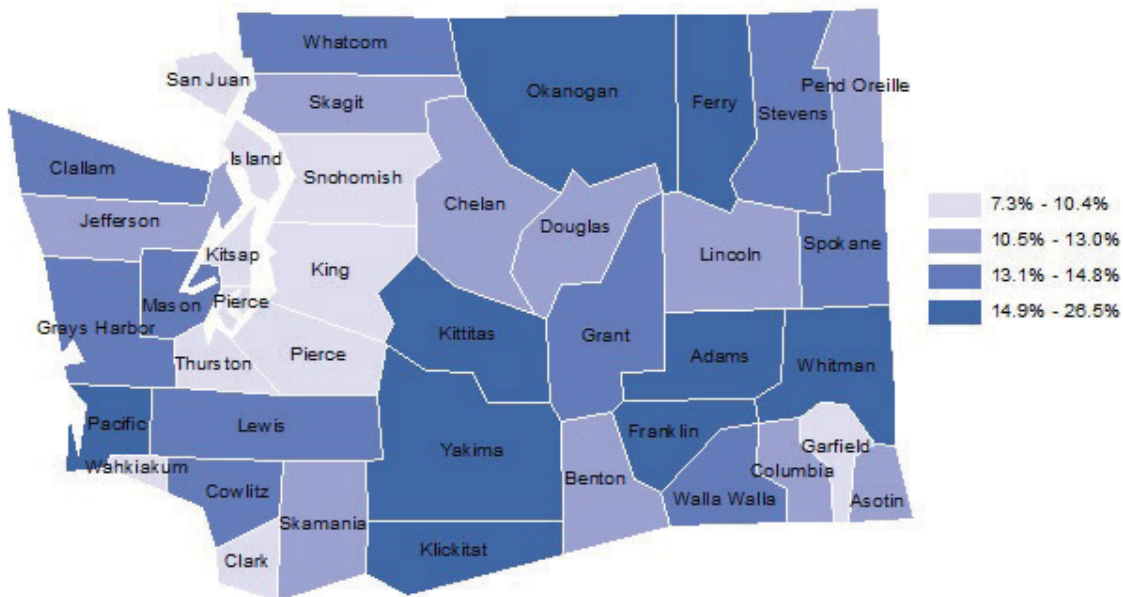 Whatcom
San Juan
Skagit
Okanogan
Ferry
Stevens
Pend Oreille
Island
Clallam
Snohomish
Chelan
Jefferson
Douglas
Kitsap
King
Lincoln
Spokane
Mason
Pierce
Grays Harbor
Kittitas
Grant
Thurston
Pierce
Adams
Whitman
Pacific
Lewis
Yakima
Franklin
Garfield
Wahkiakum
Benton
Columbia
Cowlitz
Walla Walla
Asotin
Skamania
Clark
Klickitat
7.3% - 10.4%
10.5% - 13.0%
13.1% - 14.8%
14.9% - 26.5%